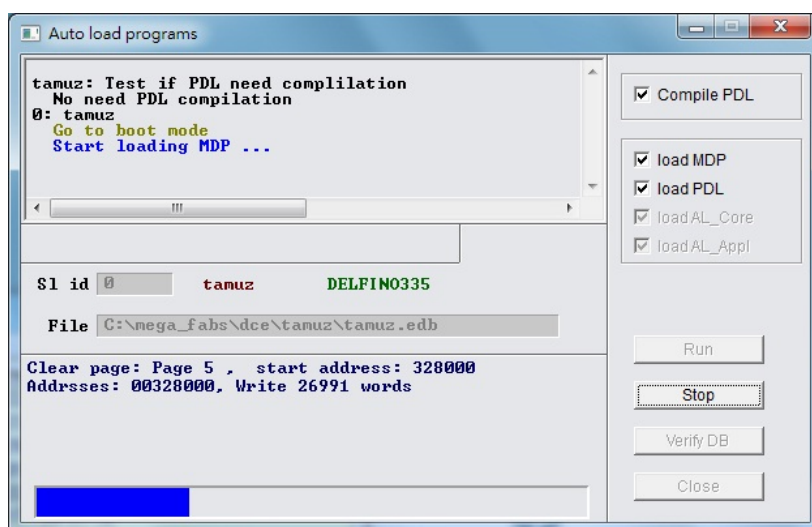 Auto load programs
tamuz: Test if PDL need complilation
No need PDL compilation
0: tamuz
Go to boot mode
Start loading MDP ...
Compile PDL
load MDP
load PDL
load AL_Core
load AL_Appl
Sl id 0 tamuz DELFINO335
File C:\mega_fabs\dce\tamuz\tamuz.edb
Clear page: Page 5 , start address: 328000
Addrsses: 00328000, Write 26991 words
Run
Stop
Verify DB
Close